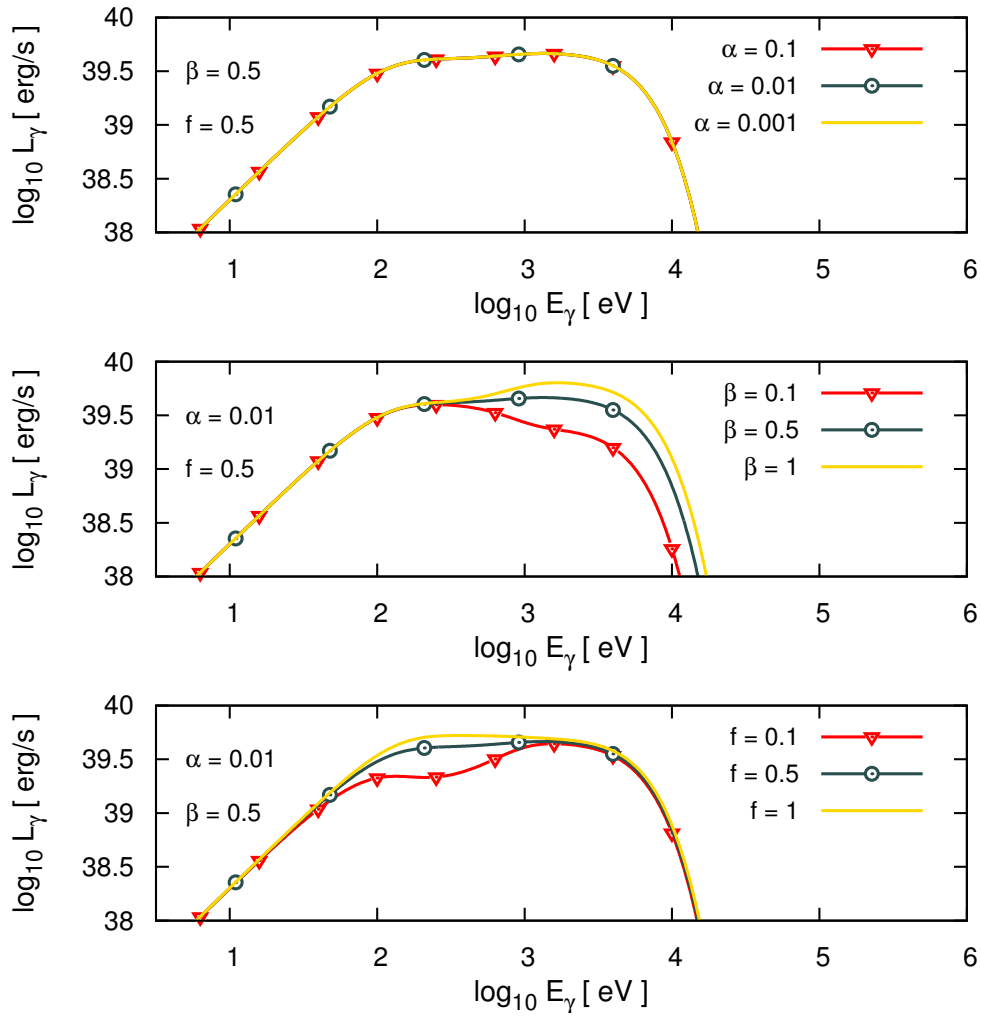 40
39.5
39
38.5
38
log10 Lγ [ erg/s]
β = 0.5
f = 0.5
α = 0.1
α = 0.01
α = 0.001
1 2 3 4 5 6
log10 Eγ [ eV ]
40
39.5
39
38.5
38
log10 Lγ [ erg/s]
α = 0.01
f = 0.5
β = 0.1
β = 0.5
β = 1
1 2 3 4 5 6
log10 Eγ [ eV ]
40
39.5
39
38.5
38
log10 Lγ [ erg/s]
α = 0.01
β = 0.5
f = 0.1
f = 0.5
f = 1
1 2 3 4 5 6
log10 Eγ [ eV ]